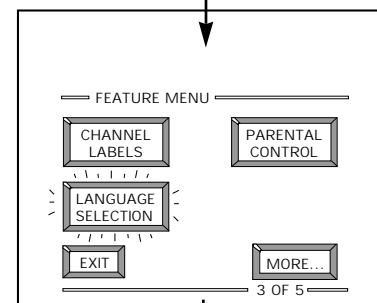 FEATURE MENU
CHANNEL
LABELS
PARENTAL
CONTROL
LANGUAGE
SELECTION
EXIT
MORE...
3 OF 5